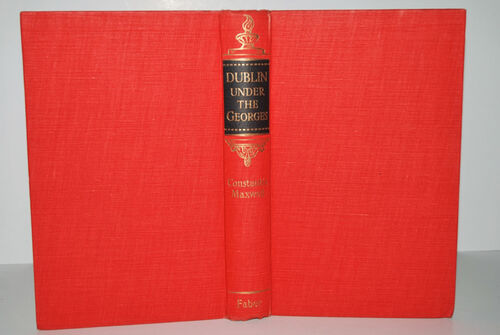 DUBLIN
UNDER
THE
GEORGES
Constantia
Maxwell
Faber